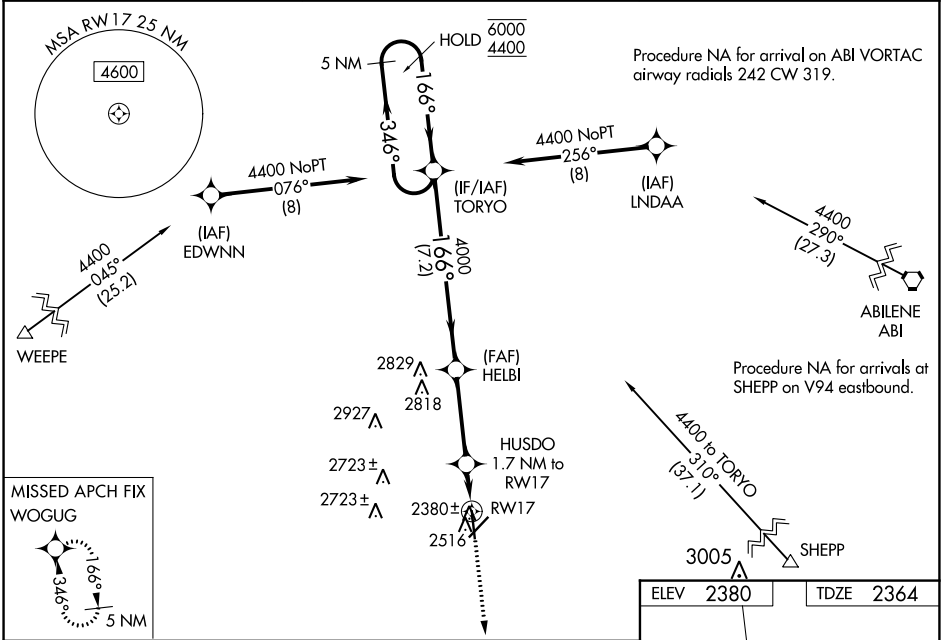 MSA RW17 25 NM
4600
HOLD
6000
4400
5 NM
166°
346°
Procedure NA for arrival on ABI VORTAC
airway radials 242 CW 319.
4400 NoPT
076°
(8)
(IAF)
EDWNN
(IF/IAF)
TORYO
4400 NoPT
256°
(8)
(IAF)
LNDAA
4400
045°
(25.2)
WEEPE
4000
166°
(7.2)
4400
290°
(27.3)
ABILENE
ABI
(FAF)
HELBI
2829
2818
2927
Procedure NA for arrivals at
SHEPP on V94 eastbound.
HUSDO
1.7 NM to
RW17
2723±
2723±
2380±
RW17
2516
4400 to TORYO
310°
(37.1)
SHEPP
3005
MISSED APCH FIX
WOGUG
166°
346°
5 NM
ELEV 2380
TDZE 2364